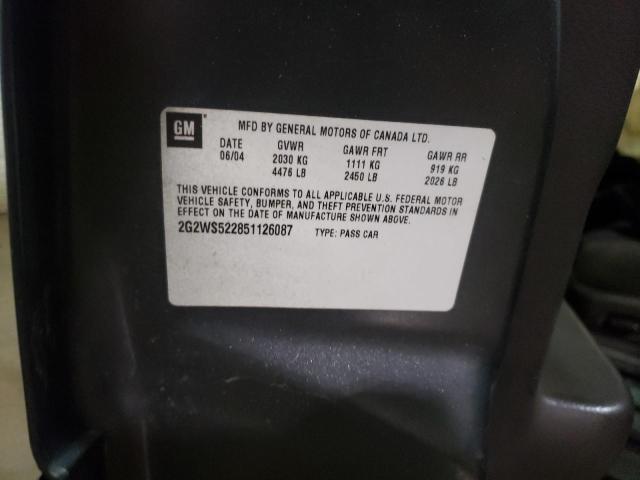 GM
MFD BY GENERAL MOTORS OF CANADA LTD.
DATE GVWR GAWR FRT GAWR RR
06/04 2030 KG 1111 KG 919 KG
4476 LB 2450 LB 2026 LB
THIS VEHICLE CONFORMS TO ALL APPLICABLE U.S. FEDERAL MOTOR
VEHICLE SAFETY, BUMPER, AND THEFT PREVENTION STANDARDS IN
EFFECT ON THE DATE OF MANUFACTURE SHOWN ABOVE.
2G2WS522851126087 TYPE: PASS CAR